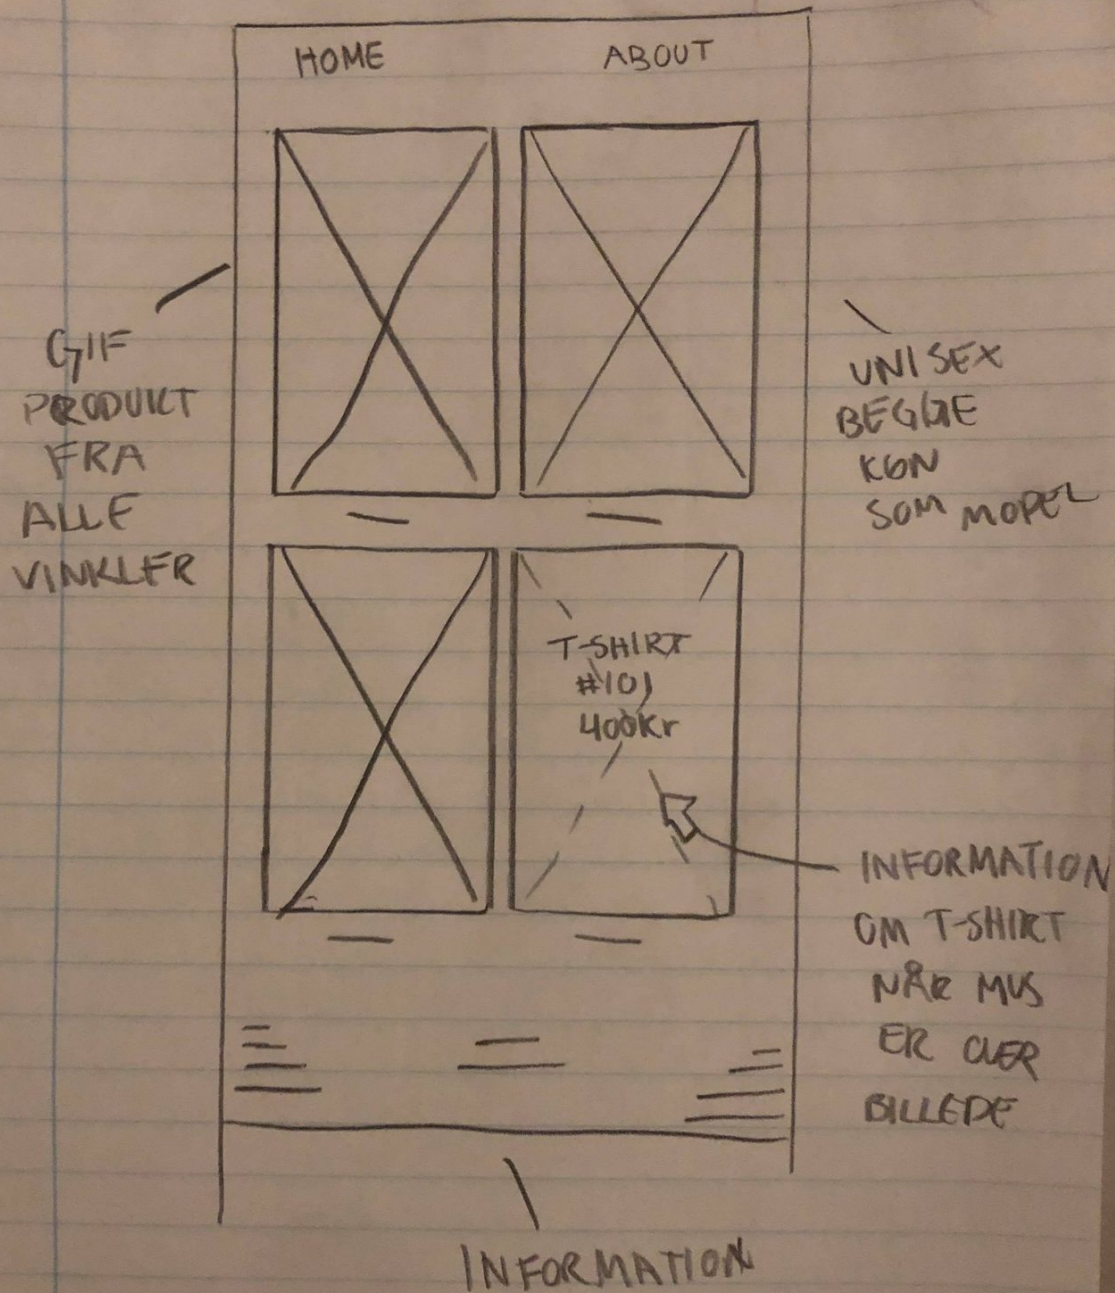 HOME ABOUT
GIF
PRODUKT
FRA
ALLE
VINKLER
UNISEX
BEGGE
KØN
SOM MODEL
T-SHIRT
#101
400Kr
INFORMATION
OM T-SHIRT
NÅR MUS
ER OVER
BILLEDE
INFORMATION